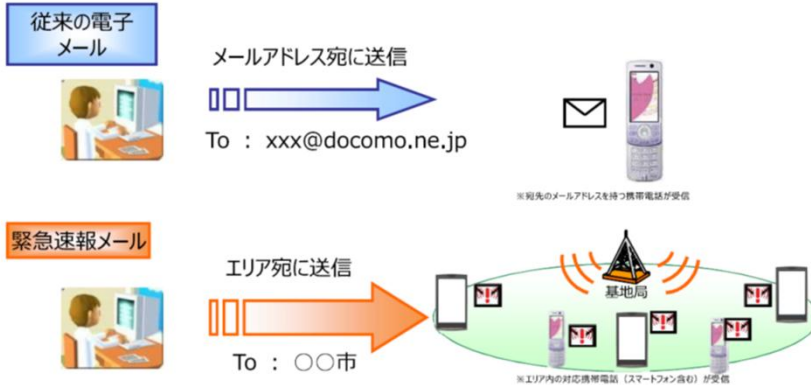 従来の電子
メール
メールアドレス宛に送信
To : xxx@docomo.ne.jp
※宛先のメールアドレスを持つ携帯電話が受信
緊急速報メール
エリア宛に送信
To : ○○市
基地局
※エリア内の対応携帯電話(スマートフォン含む)が受信